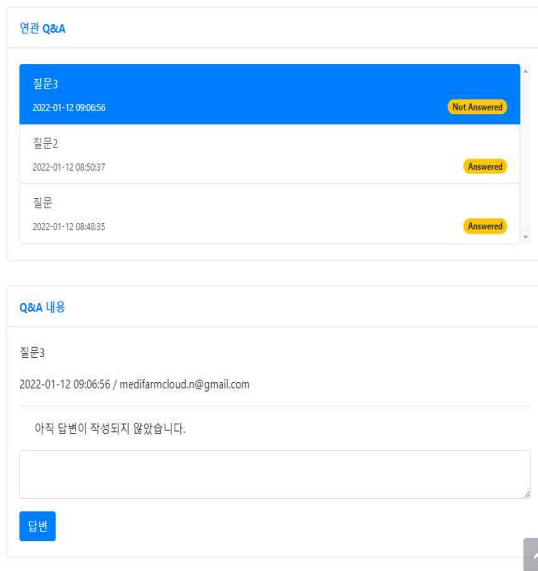 연관 Q&A
질문3
2022-01-12 09:06:56
Not Answered
질문2
2022-01-12 08:50:37
Answered
질문
2022-01-12 08:48:35
Answered
Q&A 내용
질문3
2022-01-12 09:06:56 / medifarmcloud.n@gmail.com
아직 답변이 작성되지 않았습니다.
답변